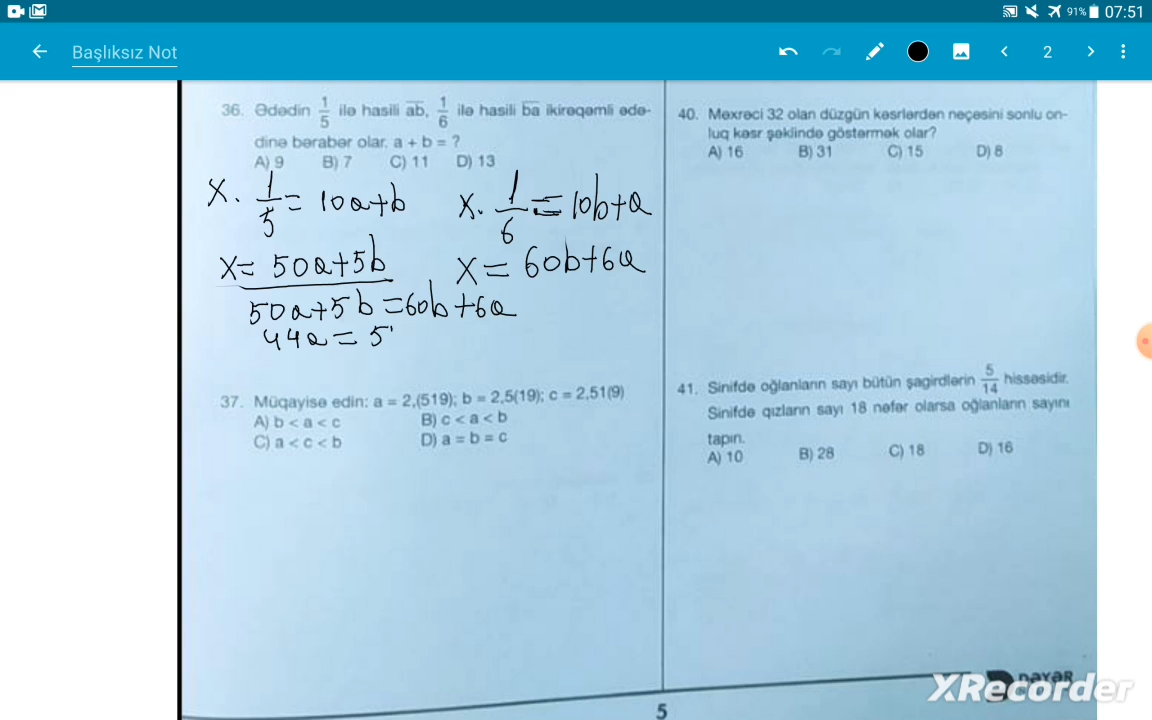 91% 07:51
Başlıksız Not
2
36. Ədədin 1/5 ilə hasili ab, 1/6 ilə hasili ba ikirəqəmli ədə-
dinə bərabər olar. a + b = ?
A) 9 B) 7 C) 11 D) 13
x · 1/5 = 10a+b x · 1/6 = 10b+a
x = 50a+5b x = 60b+6a
50a+5b=60b+6a
44a = 5
37. Müqayisə edin: a = 2,(519); b = 2,5(19); c = 2,51(9)
A) b < a < c B) c < a < b
C) a < c < b D) a = b = c
40. Məxrəci 32 olan düzgün kəsrlərdən neçəsini sonlu on-
luq kəsr şəklində göstərmək olar?
A) 16 B) 31 C) 15 D) 8
41. Sinifdə oğlanların sayı bütün şagirdlərin 5/14 hissəsidir.
Sinifdə qızların sayı 18 nəfər olarsa oğlanların sayını
tapın.
A) 10 B) 28 C) 18 D) 16
5
XRecorder